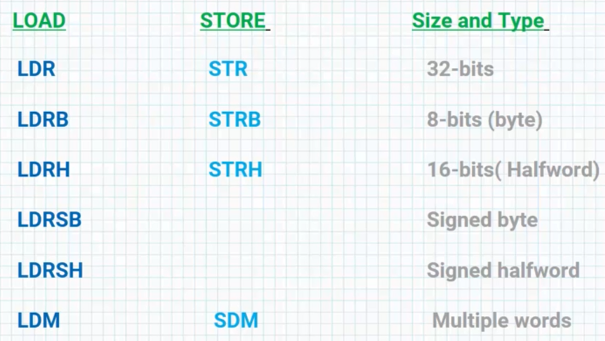 LOAD STORE Size and Type
LDR STR 32-bits
LDRB STRB 8-bits (byte)
LDRH STRH 16-bits( Halfword)
LDRSB Signed byte
LDRSH Signed halfword
LDM SDM Multiple words